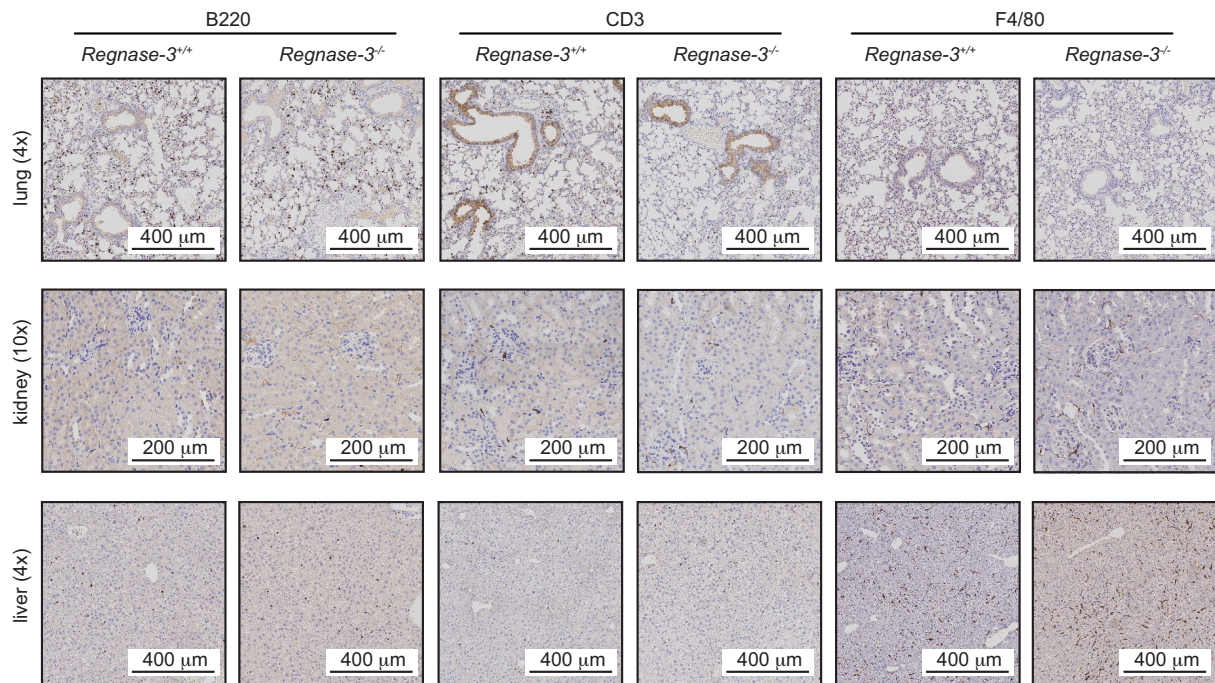 B220 CD3 F4/80
Regnase-3+/+ Regnase-3-/- Regnase-3+/+ Regnase-3-/- Regnase-3+/+ Regnase-3-/-
lung (4x)
400 μm 400 μm 400 μm 400 μm 400 μm 400 μm
kidney (10x)
200 μm 200 μm 200 μm 200 μm 200 μm 200 μm
liver (4x)
400 μm 400 μm 400 μm 400 μm 400 μm 400 μm